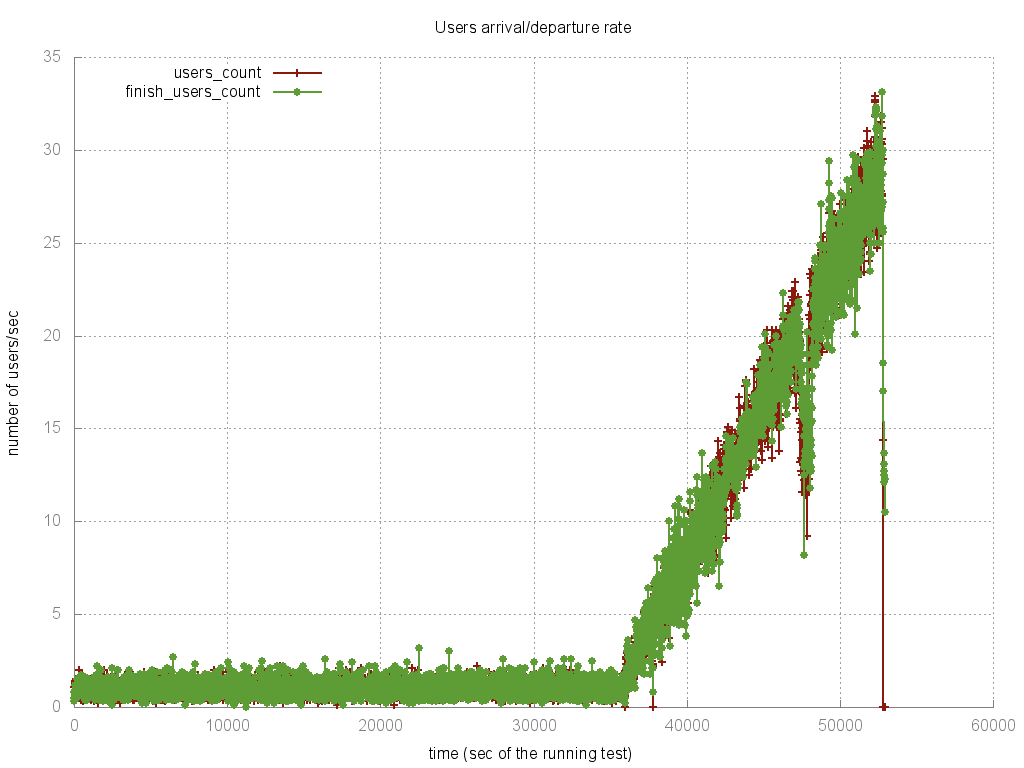 Users arrival/departure rate
users_count
finish_users_count
number of users/sec
35
30
25
20
15
10
5
0
0 10000 20000 30000 40000 50000 60000
time (sec of the running test)